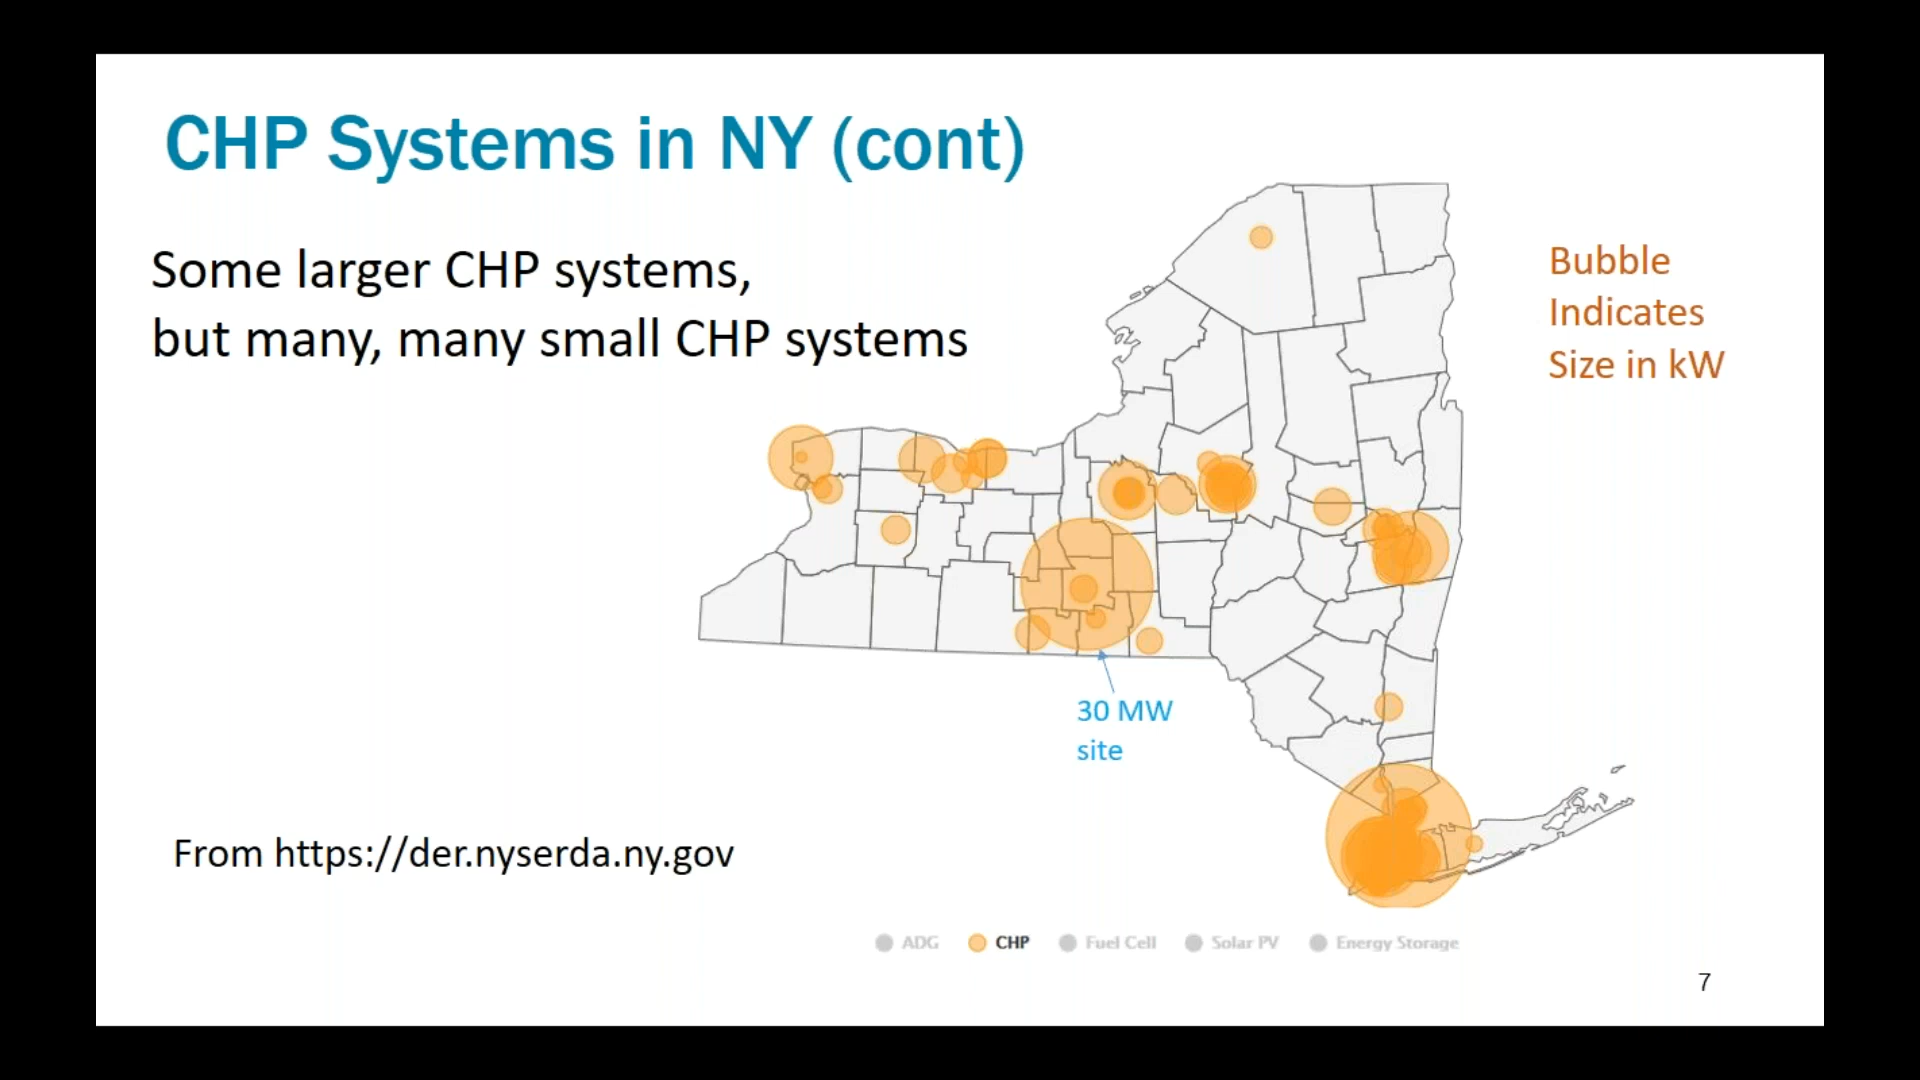 CHP Systems in NY (cont)
Some larger CHP systems,
but many, many small CHP systems
Bubble
Indicates
Size in kW
30 MW
site
From https://der.nyserda.ny.gov
ADG CHP Fuel Cell Solar PV Energy Storage
7